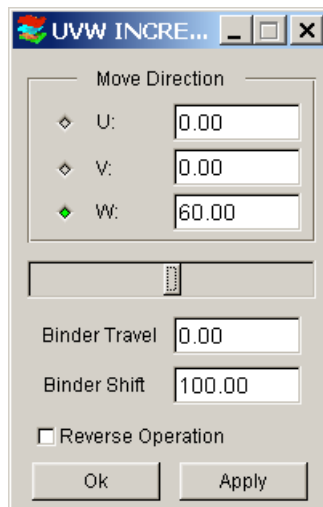 UVW INCRE...
Move Direction
U: 0.00
V: 0.00
W: 60.00
Binder Travel 0.00
Binder Shift 100.00
Reverse Operation
Ok Apply